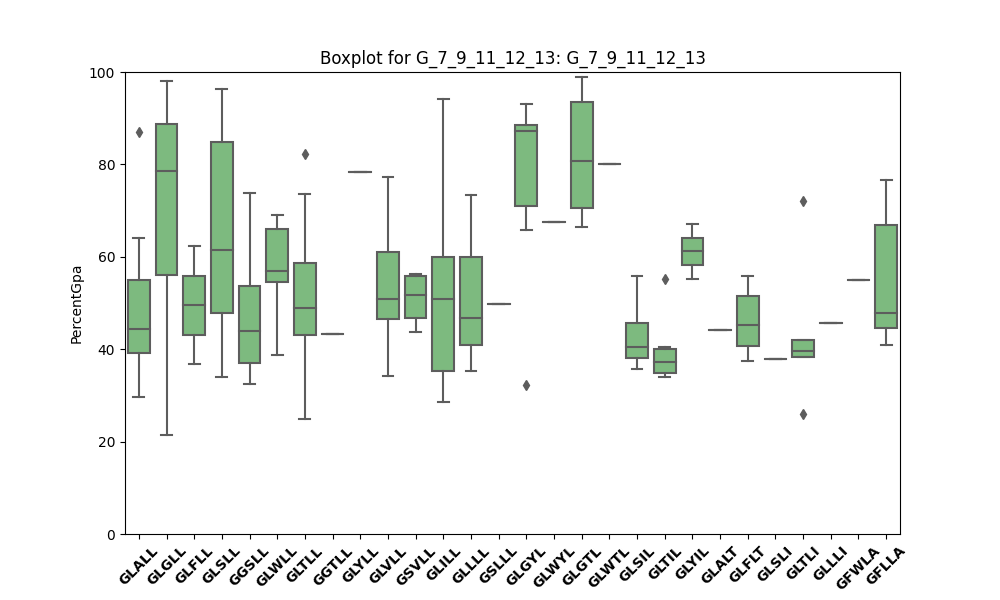 Boxplot for G_7_9_11_12_13: G_7_9_11_12_13
PercentGpa
100
80
60
40
20
0
GLALL
GLGLL
GLFLL
GLSLL
GGSLL
GLWLL
GLTLL
GGTLL
GLYLL
GLVLL
GSVLL
GLILL
GLLLL
GSLLL
GLGYL
GLWYL
GLGTL
GLWTL
GLSIL
GLTIL
GLYIL
GLALT
GLFLT
GLSLI
GLTLI
GLLLI
GFWLA
GFLLA